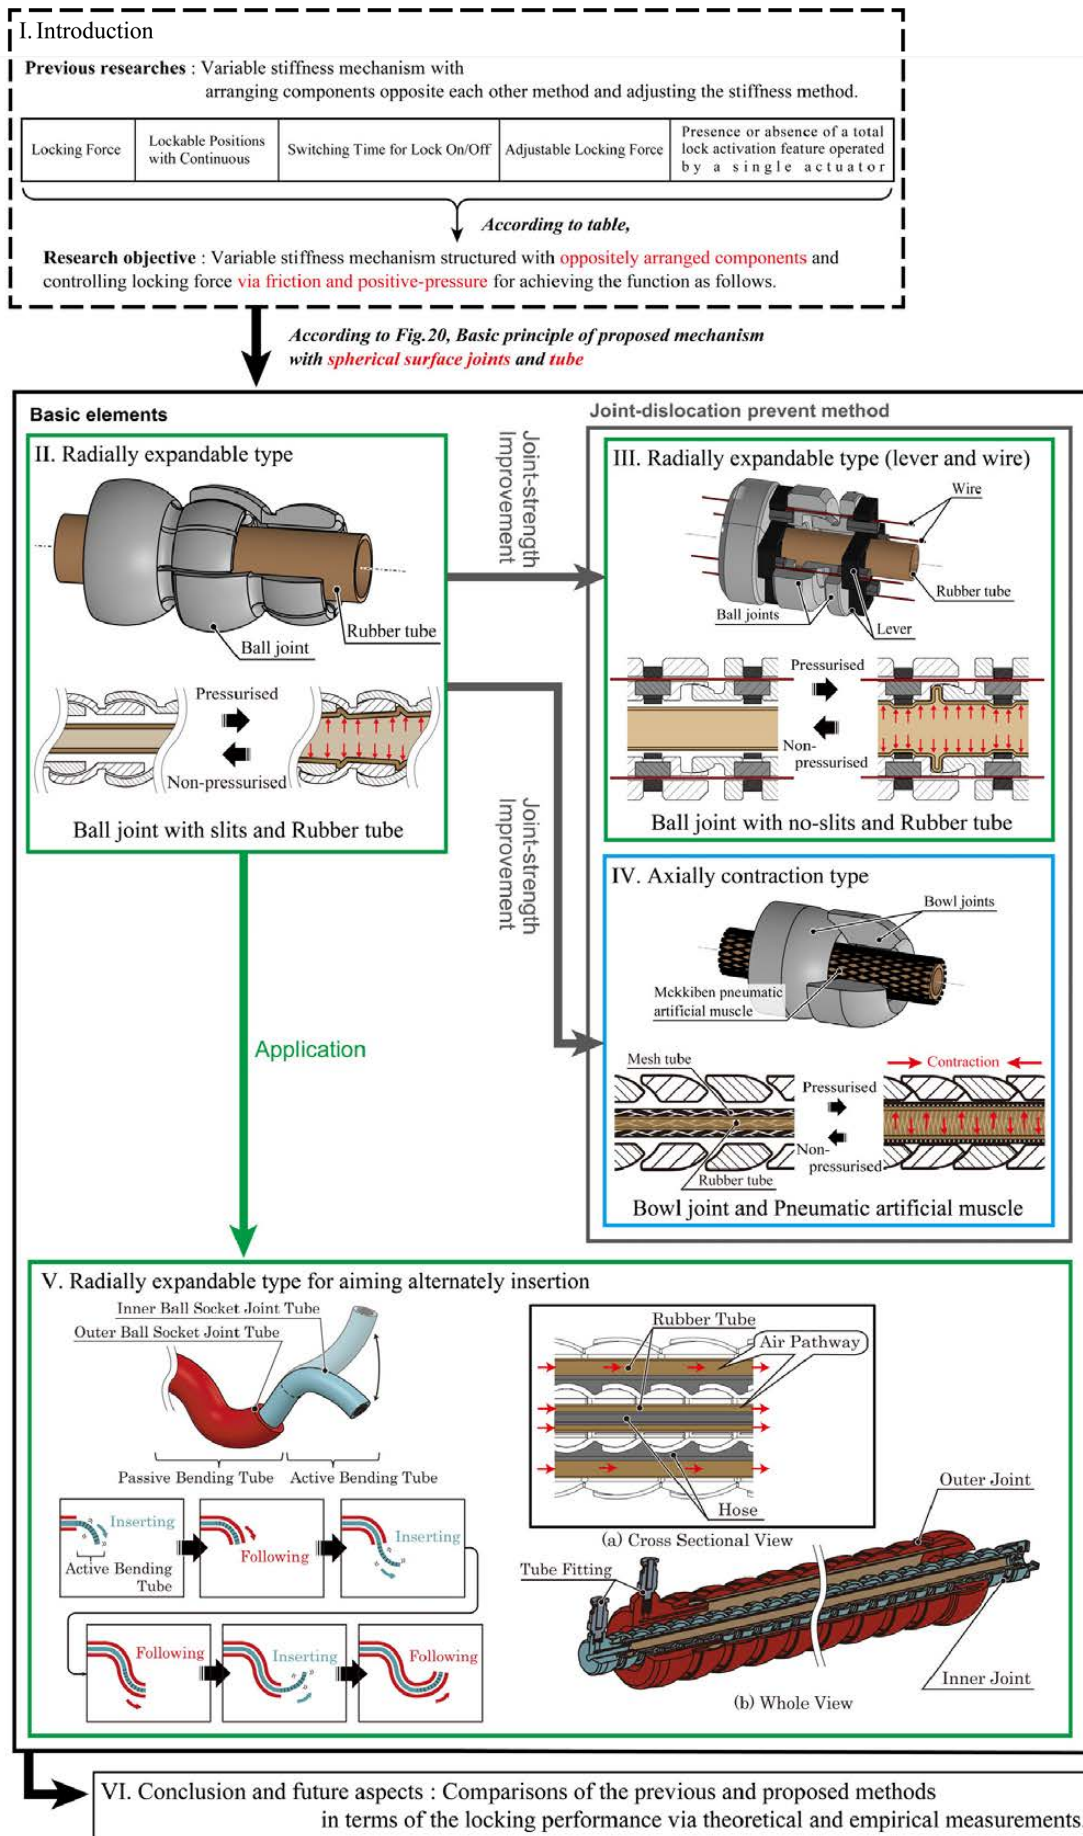 I. Introduction
Previous researches : Variable stiffness mechanism with
arranging components opposite each other method and adjusting the stiffness method.
Locking Force
Lockable Positions
with Continuous
Switching Time for Lock On/Off
Adjustable Locking Force
Presence or absence of a total
lock activation feature operated
by a single actuator
According to table,
Research objective : Variable stiffness mechanism structured with oppositely arranged components and
controlling locking force via friction and positive-pressure for achieving the function as follows.
According to Fig.20, Basic principle of proposed mechanism
with spherical surface joints and tube
Basic elements
II. Radially expandable type
Ball joint
Rubber tube
Pressurised
Non-pressurised
Ball joint with slits and Rubber tube
Joint-strength
Improvement
Joint-strength
Improvement
Joint-dislocation prevent method
III. Radially expandable type (lever and wire)
Wire
Rubber tube
Ball joints
Lever
Pressurised
Non-
pressurised
Ball joint with no-slits and Rubber tube
IV. Axially contraction type
Bowl joints
Mckkiben pneumatic
artificial muscle
Mesh tube
Contraction
Pressurised
Non-
pressurised
Rubber tube
Bowl joint and Pneumatic artificial muscle
Application
V. Radially expandable type for aiming alternately insertion
Inner Ball Socket Joint Tube
Outer Ball Socket Joint Tube
Passive Bending Tube
Active Bending Tube
Inserting
Active Bending
Tube
Following
Inserting
Following
Inserting
Following
Rubber Tube
Air Pathway
Hose
(a) Cross Sectional View
Outer Joint
Tube Fitting
Inner Joint
(b) Whole View
VI. Conclusion and future aspects : Comparisons of the previous and proposed methods
in terms of the locking performance via theoretical and empirical measurements.